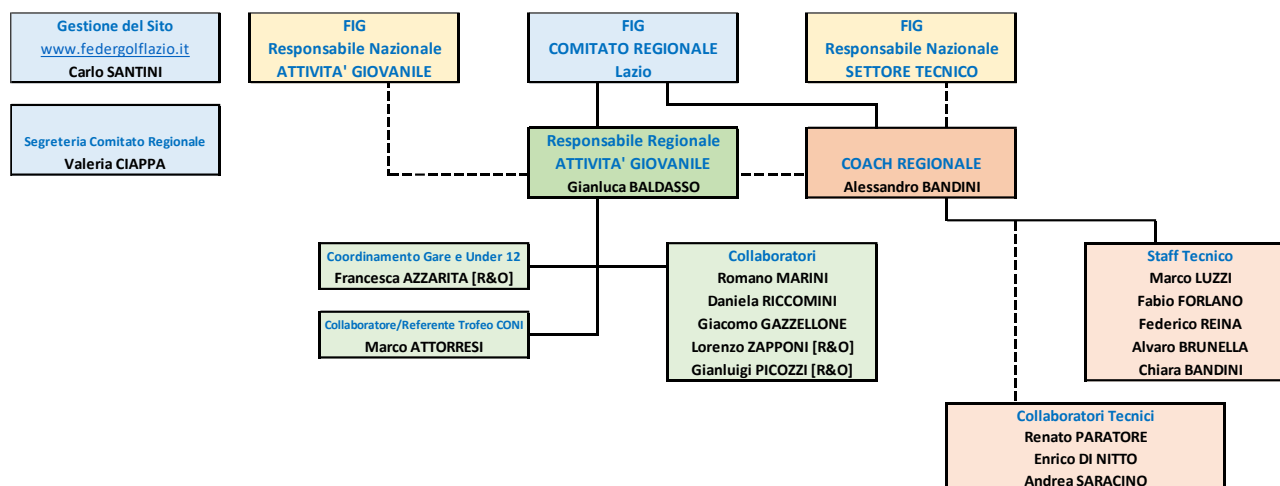 Gestione del Sito
www.federgolflazio.it
Carlo SANTINI
FIG
Responsabile Nazionale
ATTIVITA' GIOVANILE
FIG
COMITATO REGIONALE
Lazio
FIG
Responsabile Nazionale
SETTORE TECNICO
Segreteria Comitato Regionale
Valeria CIAPPA
Responsabile Regionale
ATTIVITA' GIOVANILE
Gianluca BALDASSO
COACH REGIONALE
Alessandro BANDINI
Coordinamento Gare e Under 12
Francesca AZZARITA [R&O]
Collaboratore/Referente Trofeo CONI
Marco ATTORRESI
Collaboratori
Romano MARINI
Daniela RICCOMINI
Giacomo GAZZELLONE
Lorenzo ZAPPONI [R&O]
Gianluigi PICOZZI [R&O]
Staff Tecnico
Marco LUZZI
Fabio FORLANO
Federico REINA
Alvaro BRUNELLA
Chiara BANDINI
Collaboratori Tecnici
Renato PARATORE
Enrico DI NITTO
Andrea SARACINO